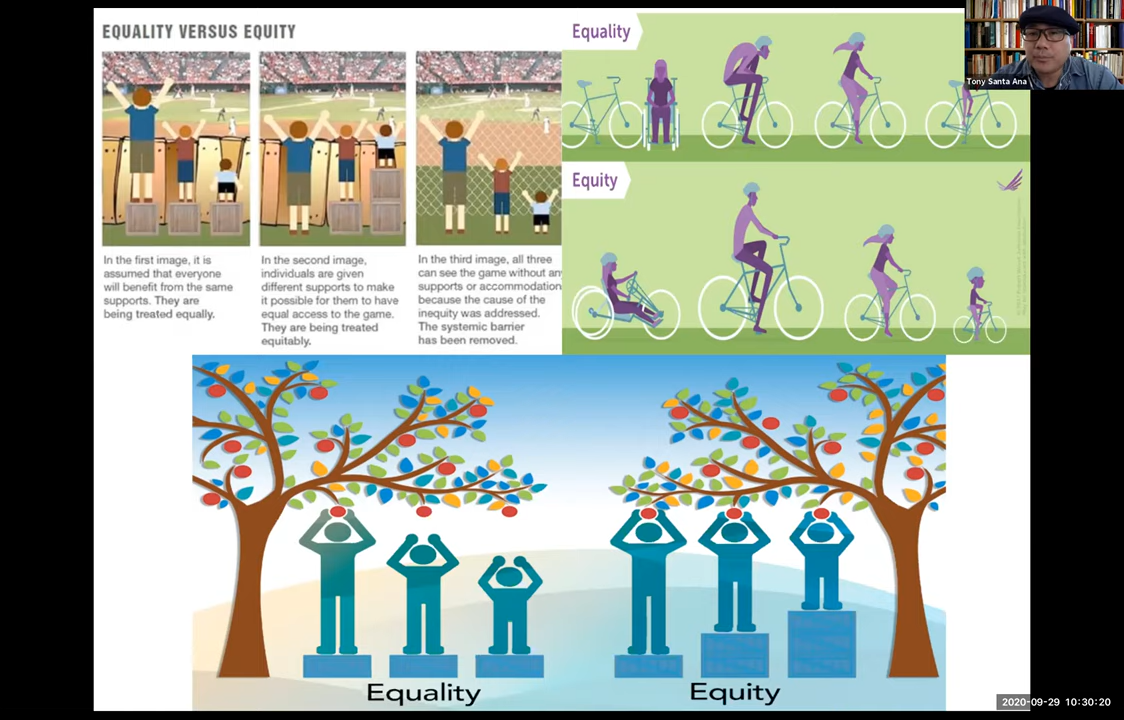 EQUALITY VERSUS EQUITY
In the first image, it is
assumed that everyone
will benefit from the same
supports. They are
being treated equally.
In the second image,
individuals are given
different supports to make
it possible for them to have
equal access to the game.
They are being treated
equitably.
In the third image, all three
can see the game without any
supports or accommodation
because the cause of the
inequity was addressed.
The systemic barrier
has been removed.
Equality
Equity
Tony Santa Ana
Equality
Equity
2020-09-29 10:30:20